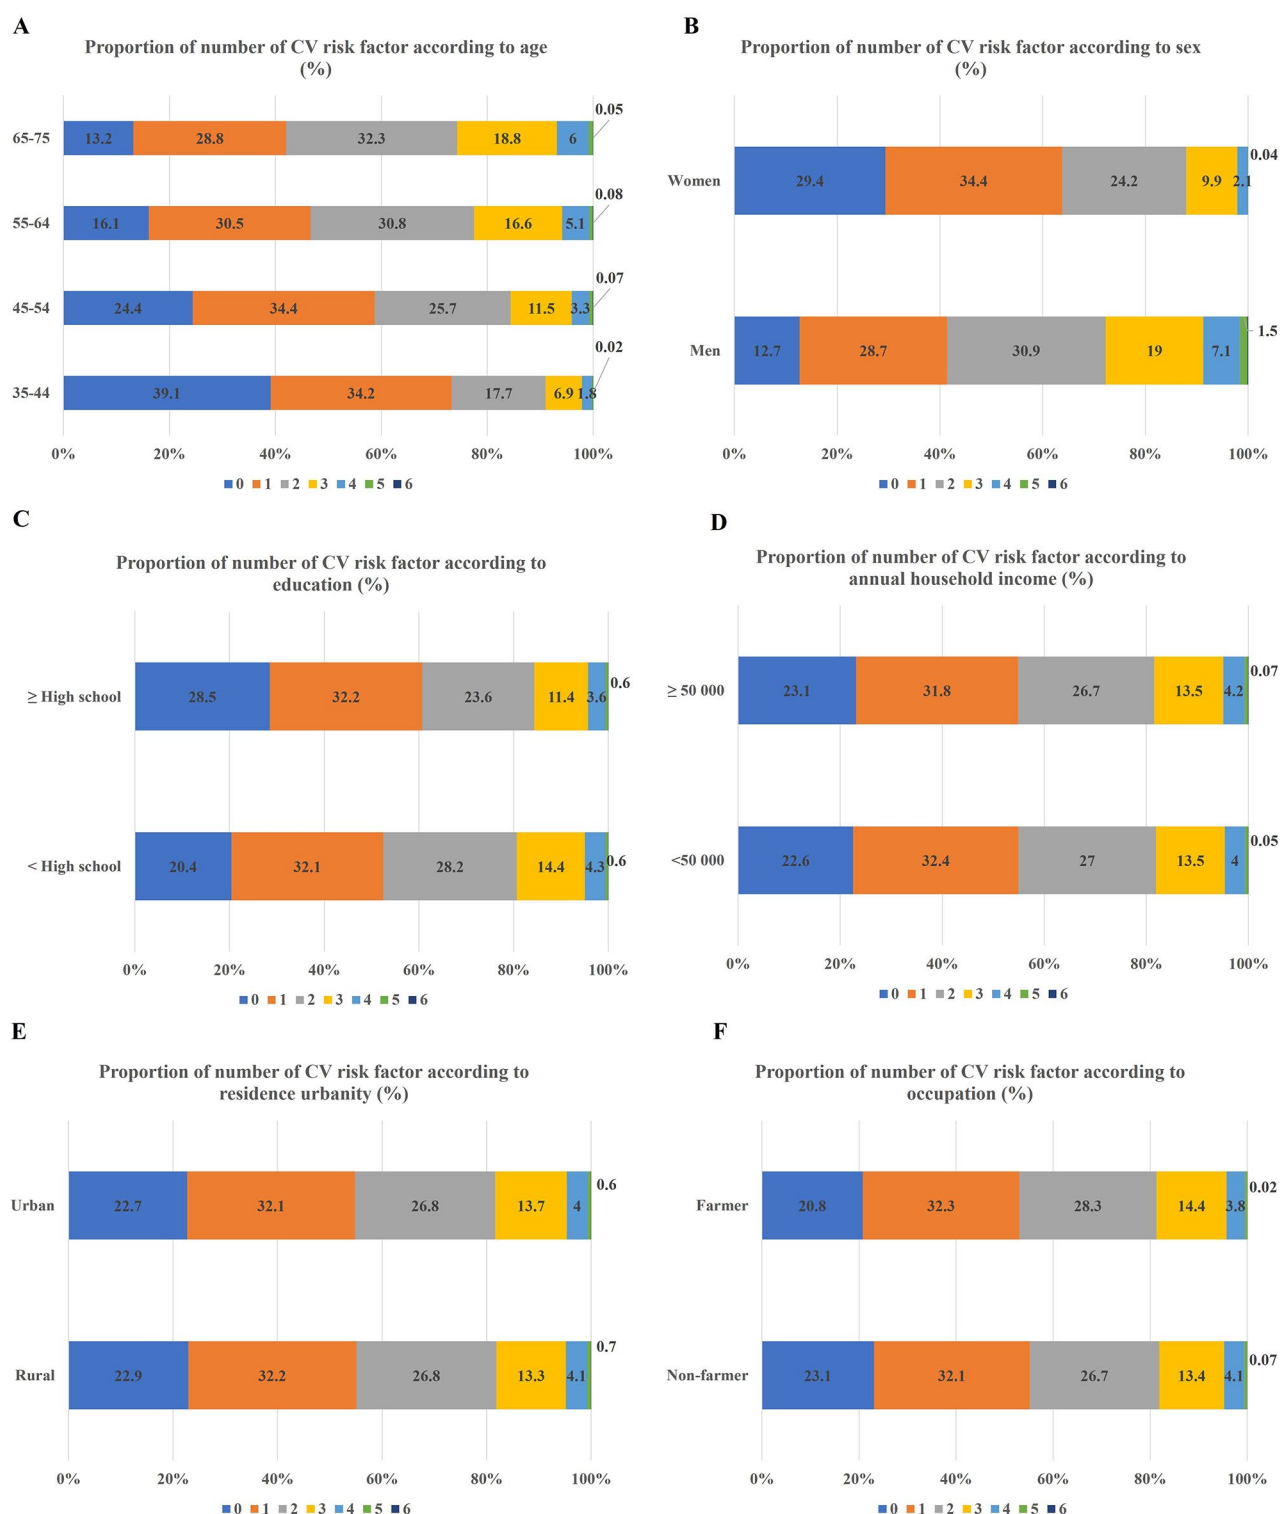 A
Proportion of number of CV risk factor according to age
(%)
0.05
65-75 13.2 28.8 32.3 18.8 6
0.08
55-64 16.1 30.5 30.8 16.6 5.1
0.07
45-54 24.4 34.4 25.7 11.5 3.3
0.02
35-44 39.1 34.2 17.7 6.9 1.8
0% 20% 40% 60% 80% 100%
0 1 2 3 4 5 6
B
Proportion of number of CV risk factor according to sex
(%)
0.04
Women 29.4 34.4 24.2 9.9 2.1
1.5
Men 12.7 28.7 30.9 19 7.1
0% 20% 40% 60% 80% 100%
0 1 2 3 4 5 6
C
Proportion of number of CV risk factor according to
education (%)
≥ High school 28.5 32.2 23.6 11.4 3.6 0.6
< High school 20.4 32.1 28.2 14.4 4.3 0.6
0% 20% 40% 60% 80% 100%
0 1 2 3 4 5 6
D
Proportion of number of CV risk factor according to
annual household income (%)
0.07
≥ 50 000 23.1 31.8 26.7 13.5 4.2
0.05
<50 000 22.6 32.4 27 13.5 4
0% 20% 40% 60% 80% 100%
0 1 2 3 4 5 6
E
Proportion of number of CV risk factor according to
residence urbanity (%)
0.6
Urban 22.7 32.1 26.8 13.7 4
0.7
Rural 22.9 32.2 26.8 13.3 4.1
0% 20% 40% 60% 80% 100%
0 1 2 3 4 5 6
F
Proportion of number of CV risk factor according to
occupation (%)
0.02
Farmer 20.8 32.3 28.3 14.4 3.8
0.07
Non-farmer 23.1 32.1 26.7 13.4 4.1
0% 20% 40% 60% 80% 100%
0 1 2 3 4 5 6